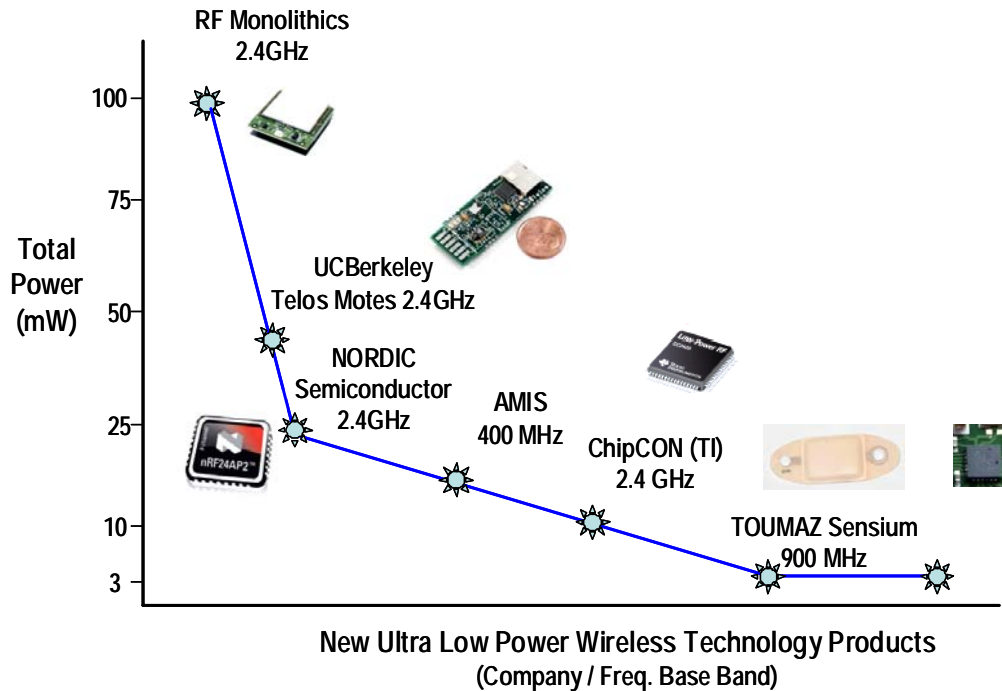 RF Monolithics
2.4GHz
100
75
Total
Power
(mW)
UCBerkeley
Telos Motes 2.4GHz
50
NORDIC
Semiconductor
2.4GHz
AMIS
400 MHz
25
nRF24AP2™
ChipCON (TI)
2.4 GHz
10
TOUMAZ Sensium
900 MHz
3
New Ultra Low Power Wireless Technology Products
(Company / Freq. Base Band)